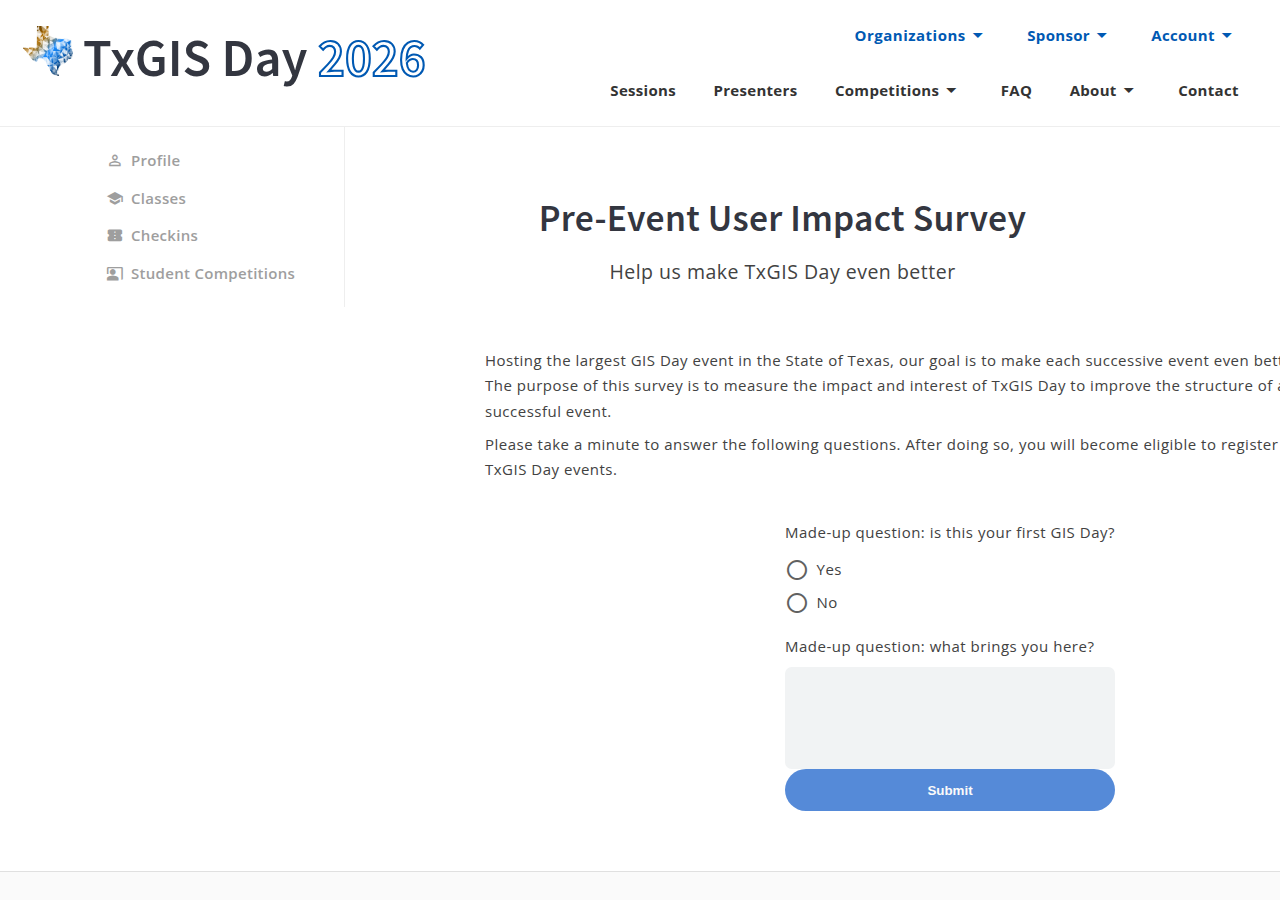 TxGIS Day 2026
Organizations Sponsor Account
Sessions Presenters Competitions FAQ About Contact
Profile
Classes
Checkins
Student Competitions
Pre-Event User Impact Survey
Help us make TxGIS Day even better
Hosting the largest GIS Day event in the State of Texas, our goal is to make each successive event even
The purpose of this survey is to measure the impact and interest of TxGIS Day to improve the structure of
successful event.
Please take a minute to answer the following questions. After doing so, you will become eligible to register
TxGIS Day events.
Made-up question: is this your first GIS Day?
Yes
No
Made-up question: what brings you here?
Submit